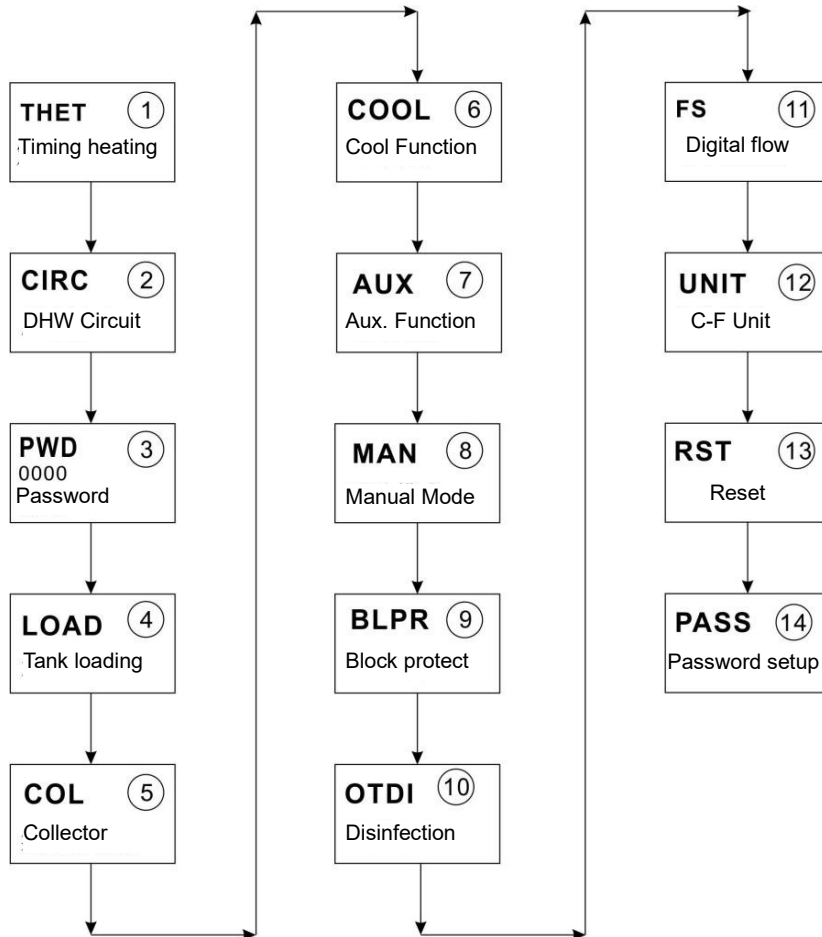 THET 1
Timing heating
CIRC 2
DHW Circuit
PWD 3
0000
Password
LOAD 4
Tank loading
COL 5
Collector
COOL 6
Cool Function
AUX 7
Aux. Function
MAN 8
Manual Mode
BLPR 9
Block protect
OTDI 10
Disinfection
FS 11
Digital flow
UNIT 12
C-F Unit
RST 13
Reset
PASS 14
Password setup